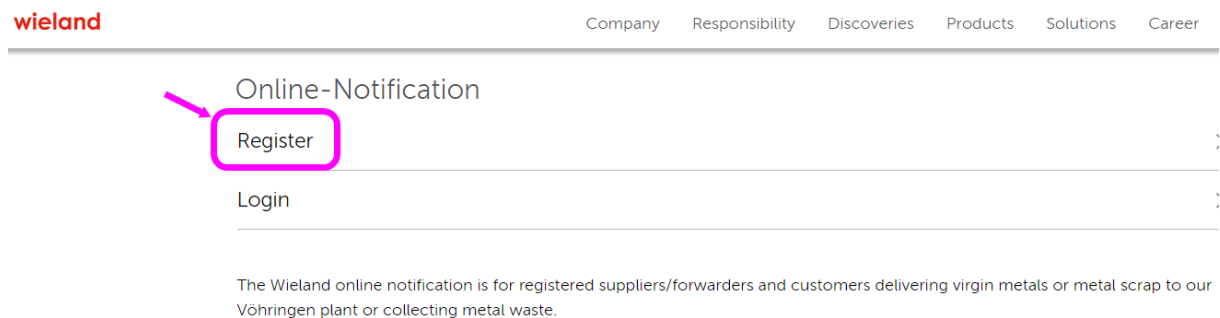 wieland Company Responsibility Discoveries Products Solutions Career
Online-Notification
Register
Login
The Wieland online notification is for registered suppliers/forwarders and customers delivering virgin metals or metal scrap to our
Vöhringen plant or collecting metal waste.